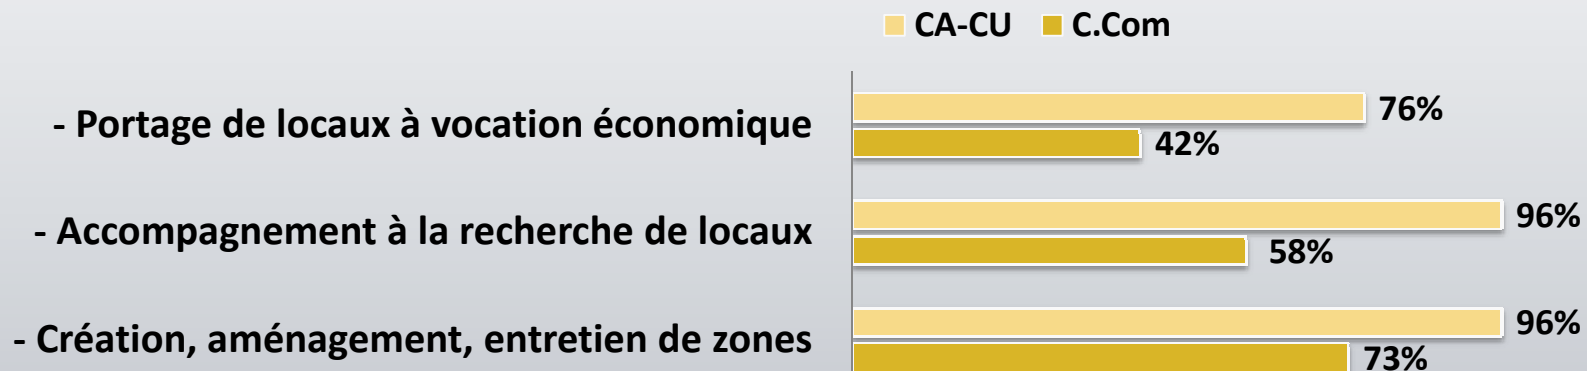 CA-CU C.Com
- Portage de locaux à vocation économique
76%
42%
- Accompagnement à la recherche de locaux
96%
58%
- Création, aménagement, entretien de zones
96%
73%